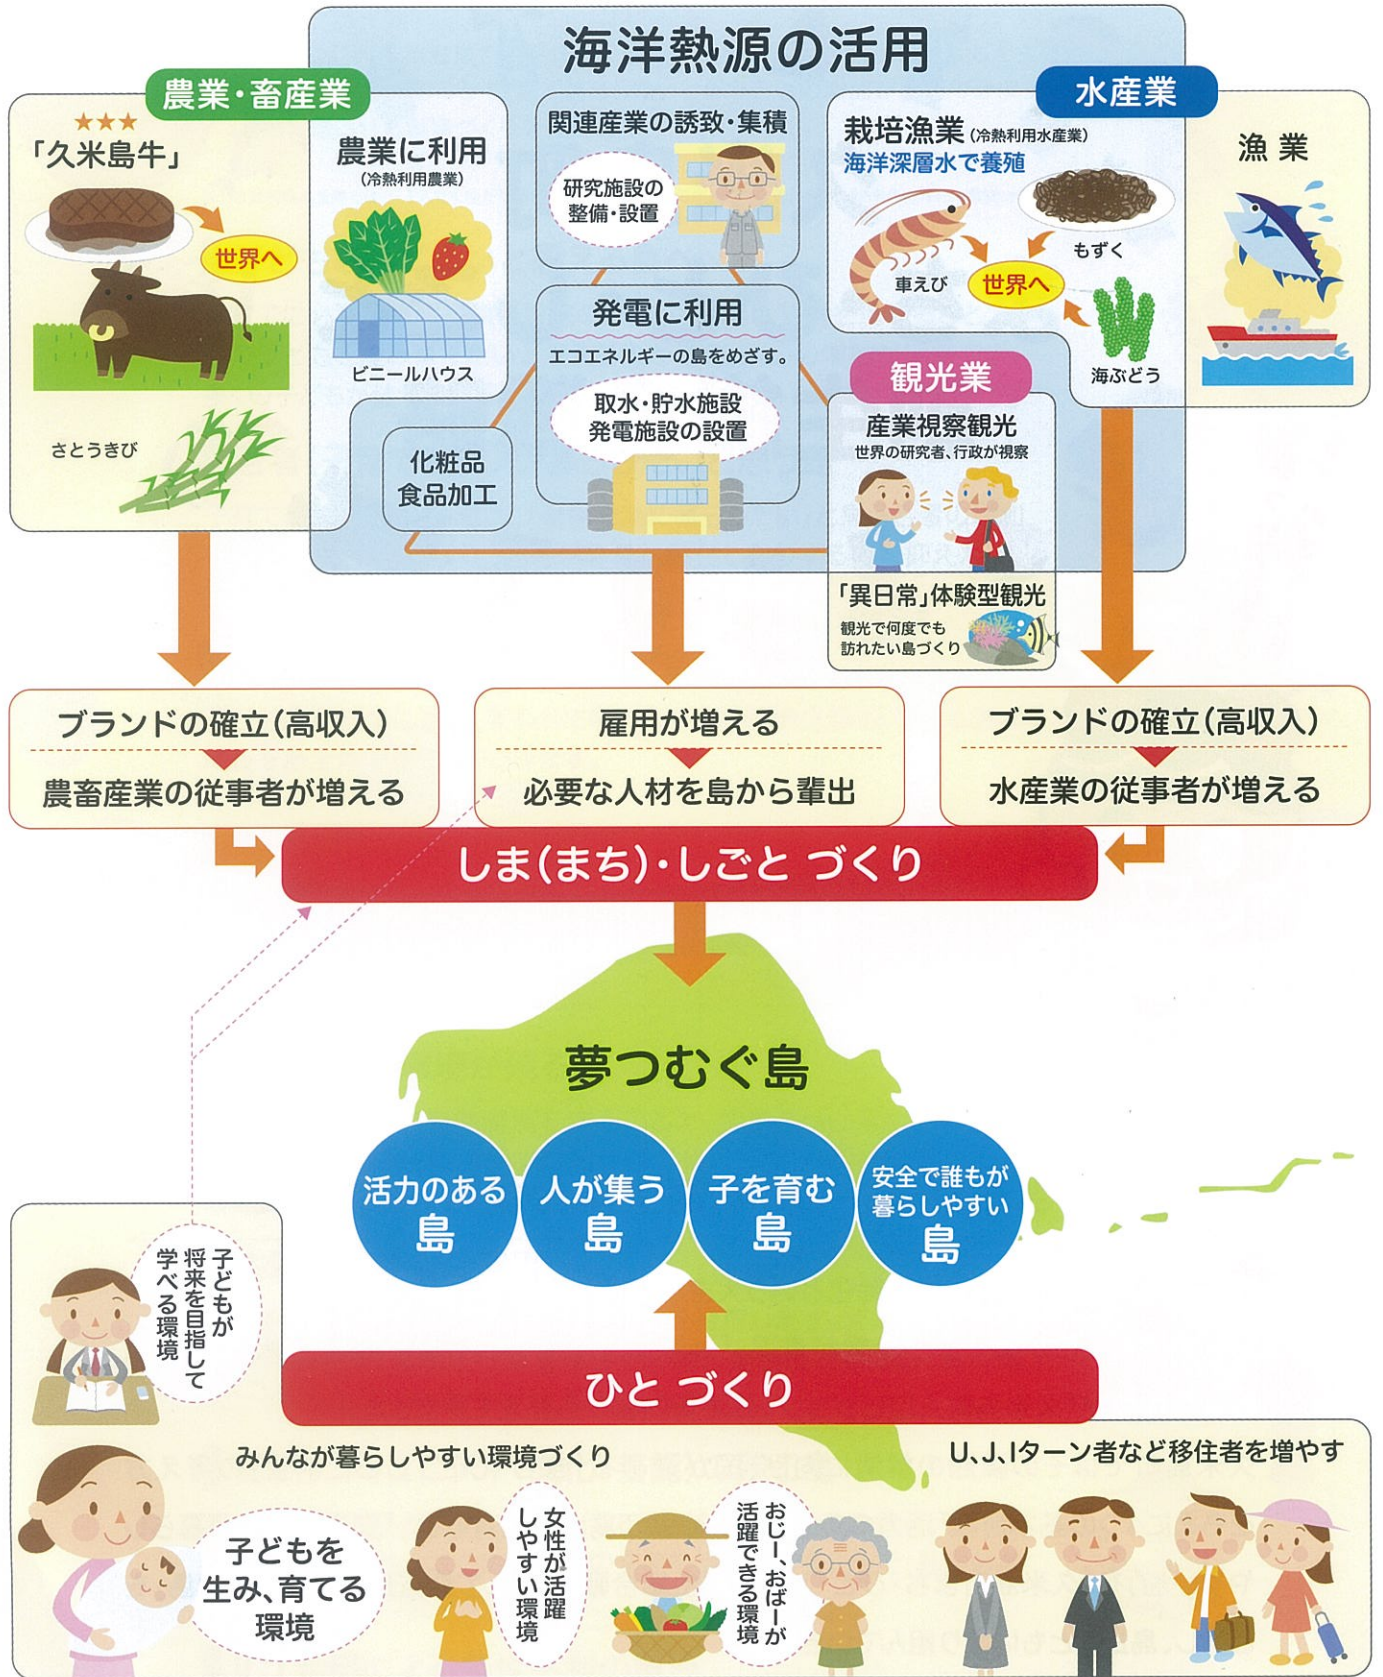 海洋熱源の活用
農業・畜産業
「久米島牛」
世界へ
さとうきび
農業に利用
(冷熱利用農業)
ビニールハウス
関連産業の誘致・集積
研究施設の
整備・設置
発電に利用
エコエネルギーの島をめざす。
取水・貯水施設
発電施設の設置
化粧品
食品加工
水産業
栽培漁業(冷熱利用水産業)
海洋深層水で養殖
車えび
もずく
世界へ
海ぶどう
漁業
観光業
産業視察観光
世界の研究者、行政が視察
「異日常」体験型観光
観光で何度でも
訪れたい島づくり
ブランドの確立(高収入)
農畜産業の従事者が増える
雇用が増える
必要な人材を島から輩出
ブランドの確立(高収入)
水産業の従事者が増える
しま(まち)・しごと づくり
夢つむぐ島
活力のある
島
人が集う
島
子を育む
島
安全で誰もが
暮らしやすい
島
子どもが
将来を目指して
学べる環境
ひと づくり
みんなが暮らしやすい環境づくり
子どもを
生み、育てる
環境
女性が活躍
しやすい環境
おじー、おばーが
活躍できる環境
U、J、Iターン者など移住者を増やす